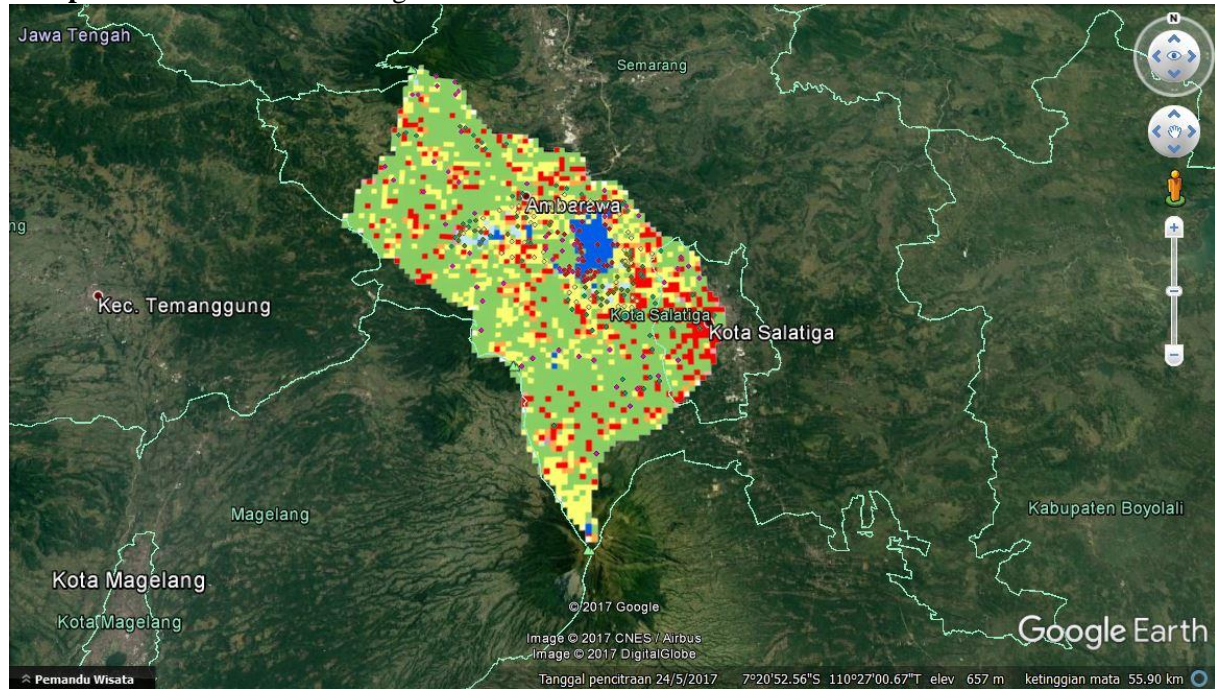 Jawa Tengah
N
Semarang
Ambarawa
Kec. Temanggung
Kota Salatiga
Kota Salatiga
Magelang
Kabupaten Boyolali
Kota Magelang
Kota Magelang
© 2017 Google
Image © 2017 CNES / Airbus
Image © 2017 DigitalGlobe
Google Earth
Pemandu Wisata
Tanggal pencitraan 24/5/2017 7°20'52.56"S 110°27'00.67"T elev 657 m ketinggian mata 55.90 km